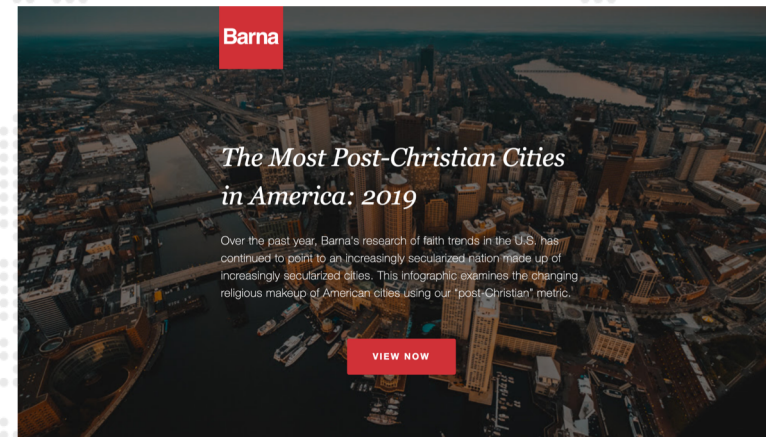 Barna
The Most Post-Christian Cities
in America: 2019
Over the past year, Barna's research of faith trends in the U.S. has
continued to point to an increasingly secularized nation made up of
increasingly secularized cities. This infographic examines the changing
religious makeup of American cities using our "post-Christian" metric.
VIEW NOW